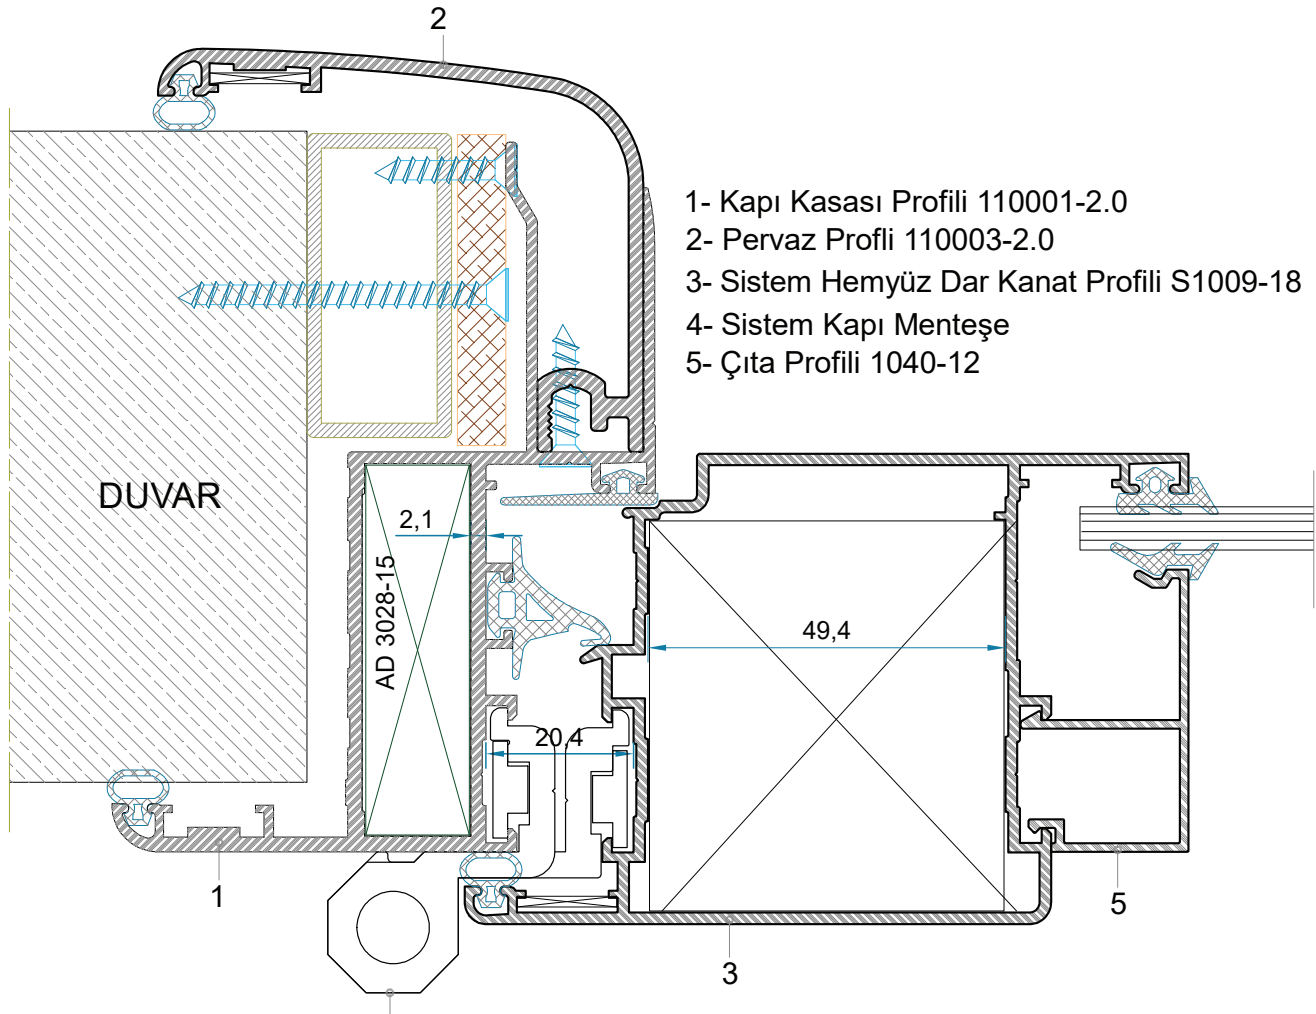 2
1- Kapı Kasası Profili 110001-2.0
2- Pervaz Profli 110003-2.0
3- Sistem Hemyüz Dar Kanat Profili S1009-18
4- Sistem Kapı Menteşe
5- Çıta Profili 1040-12
DUVAR
2,1
AD 3028-15
49,4
20,4
1
5
3